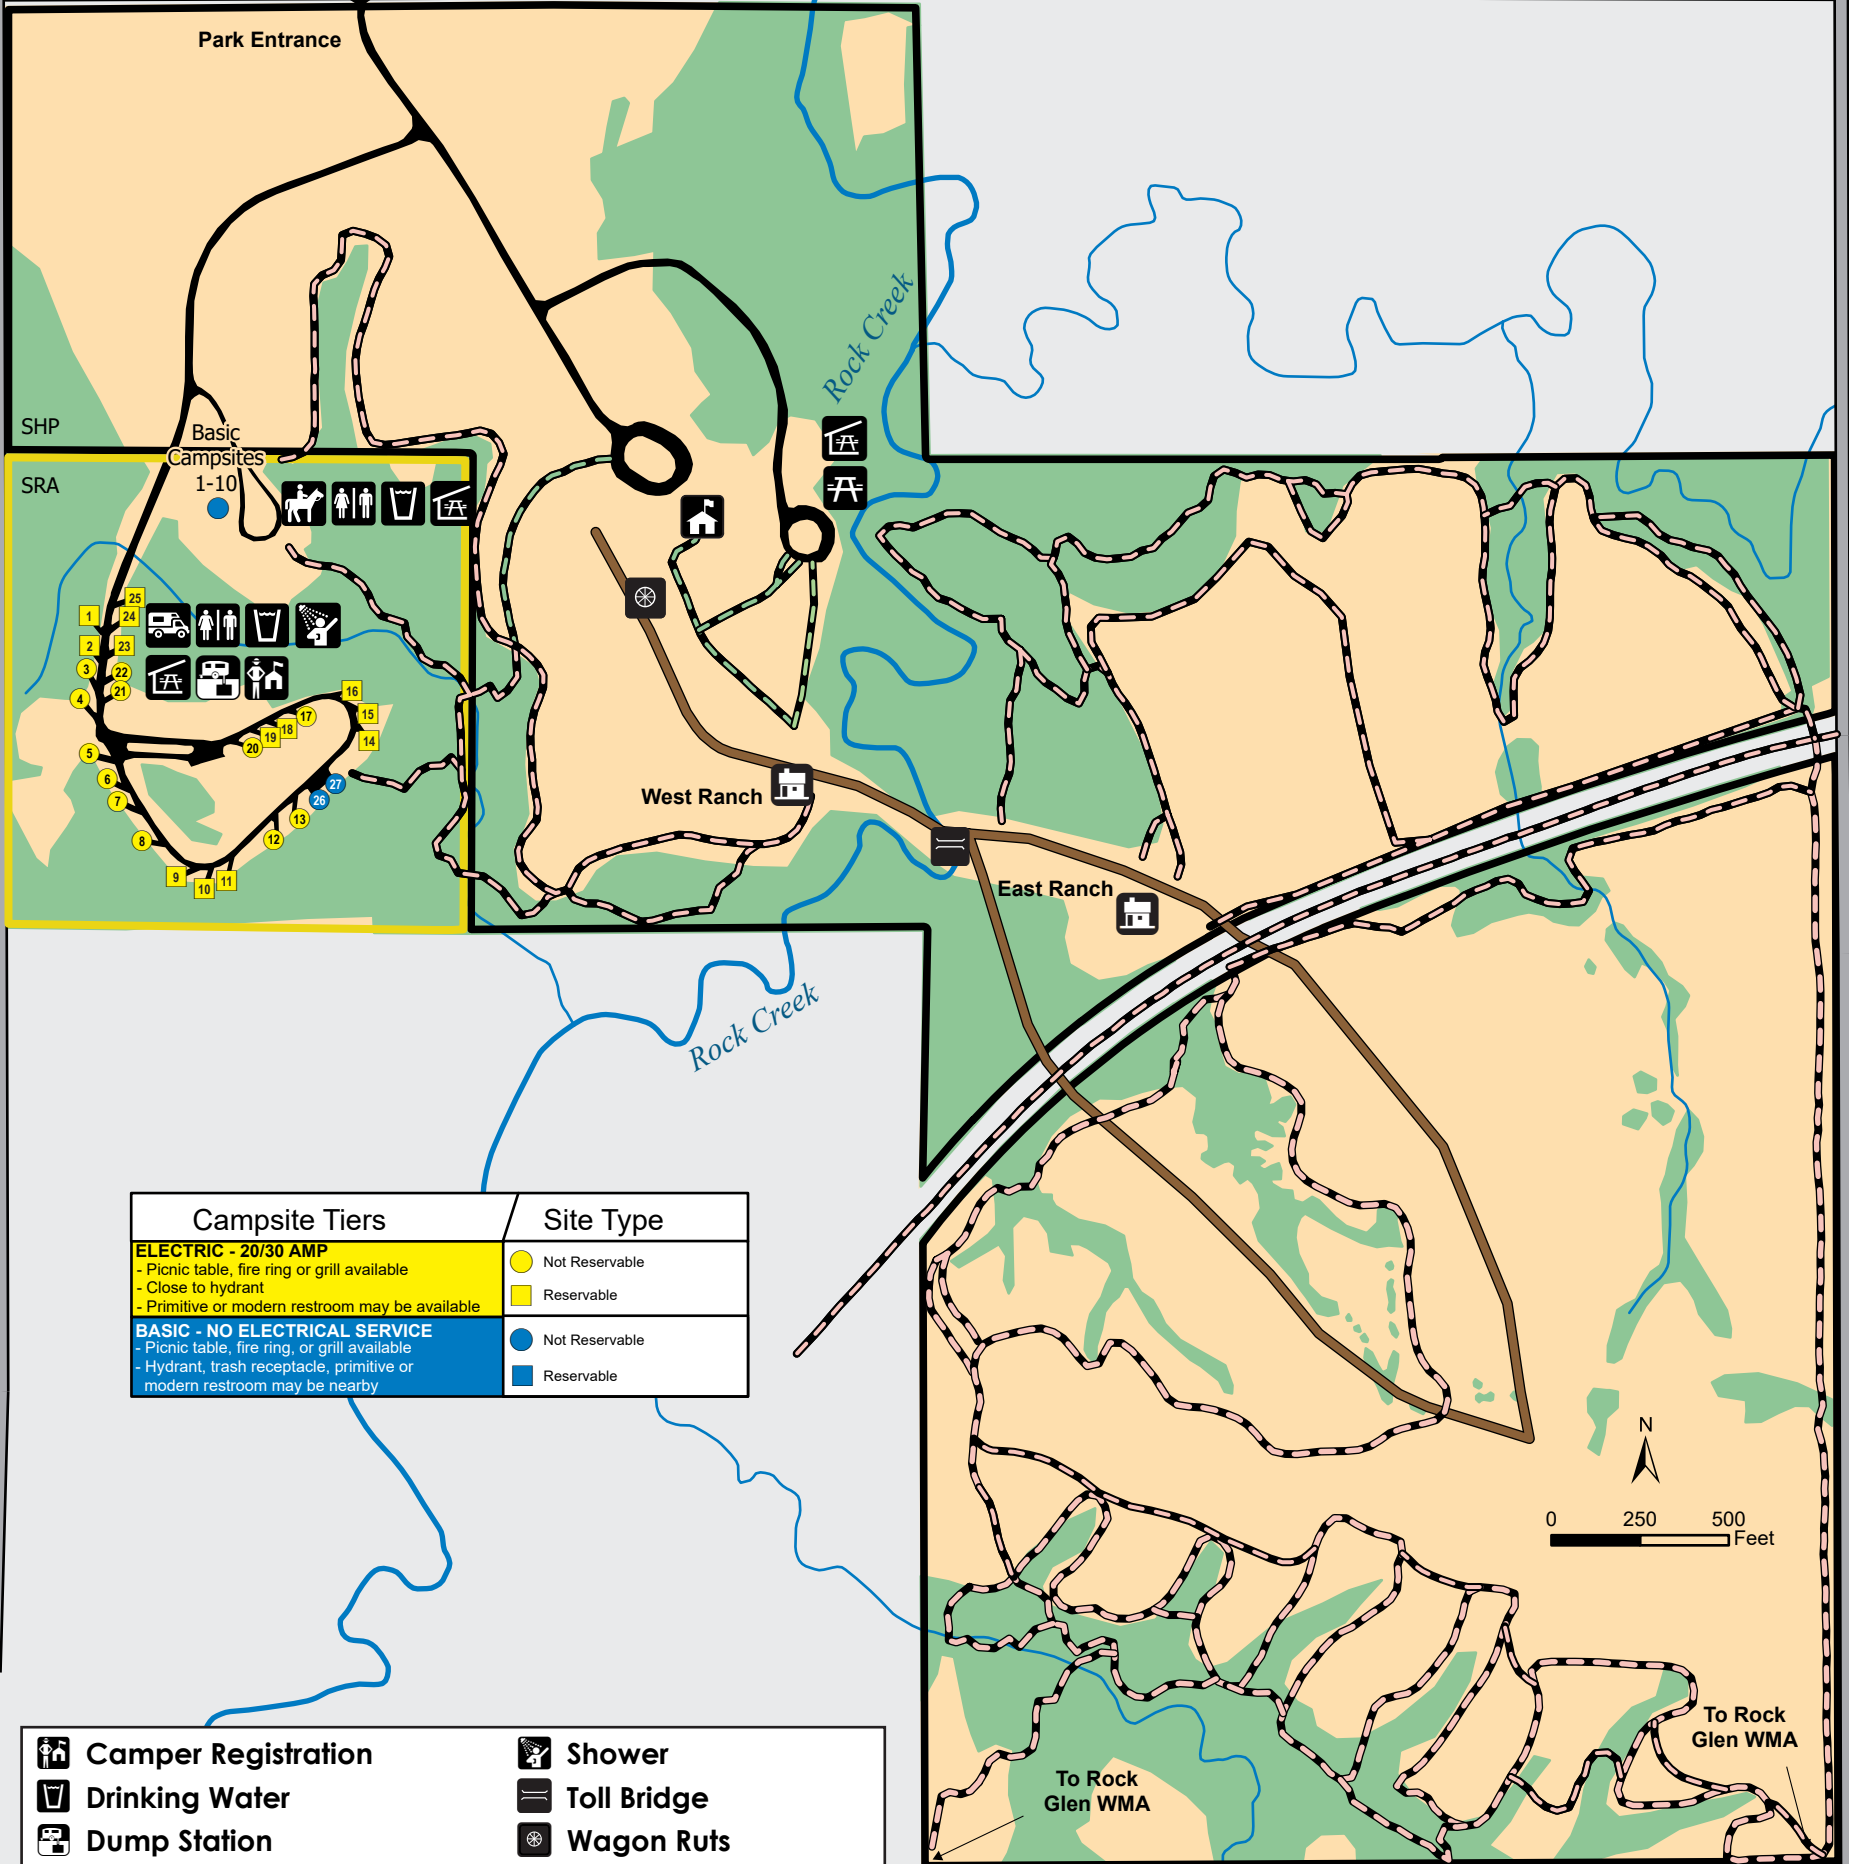 Park Entrance
Rock Creek
SHP
SRA
Basic
Campsites
1-10
25
1
24
2
23
3
22
21
4
16
15
17
18
19
20
14
5
6
27
26
7
13
8
12
9
10
11
West Ranch
East Ranch
Rock Creek
Campsite Tiers
Site Type
ELECTRIC - 20/30 AMP
- Picnic table, fire ring or grill available
- Close to hydrant
- Primitive or modern restroom may be available
Not Reservable
Reservable
BASIC - NO ELECTRICAL SERVICE
- Picnic table, fire ring, or grill available
- Hydrant, trash receptacle, primitive or
modern restroom may be nearby
Not Reservable
Reservable
N
0 250 500
Feet
To Rock
Glen WMA
To Rock
Glen WMA
Camper Registration
Drinking Water
Dump Station
Shower
Toll Bridge
Wagon Ruts